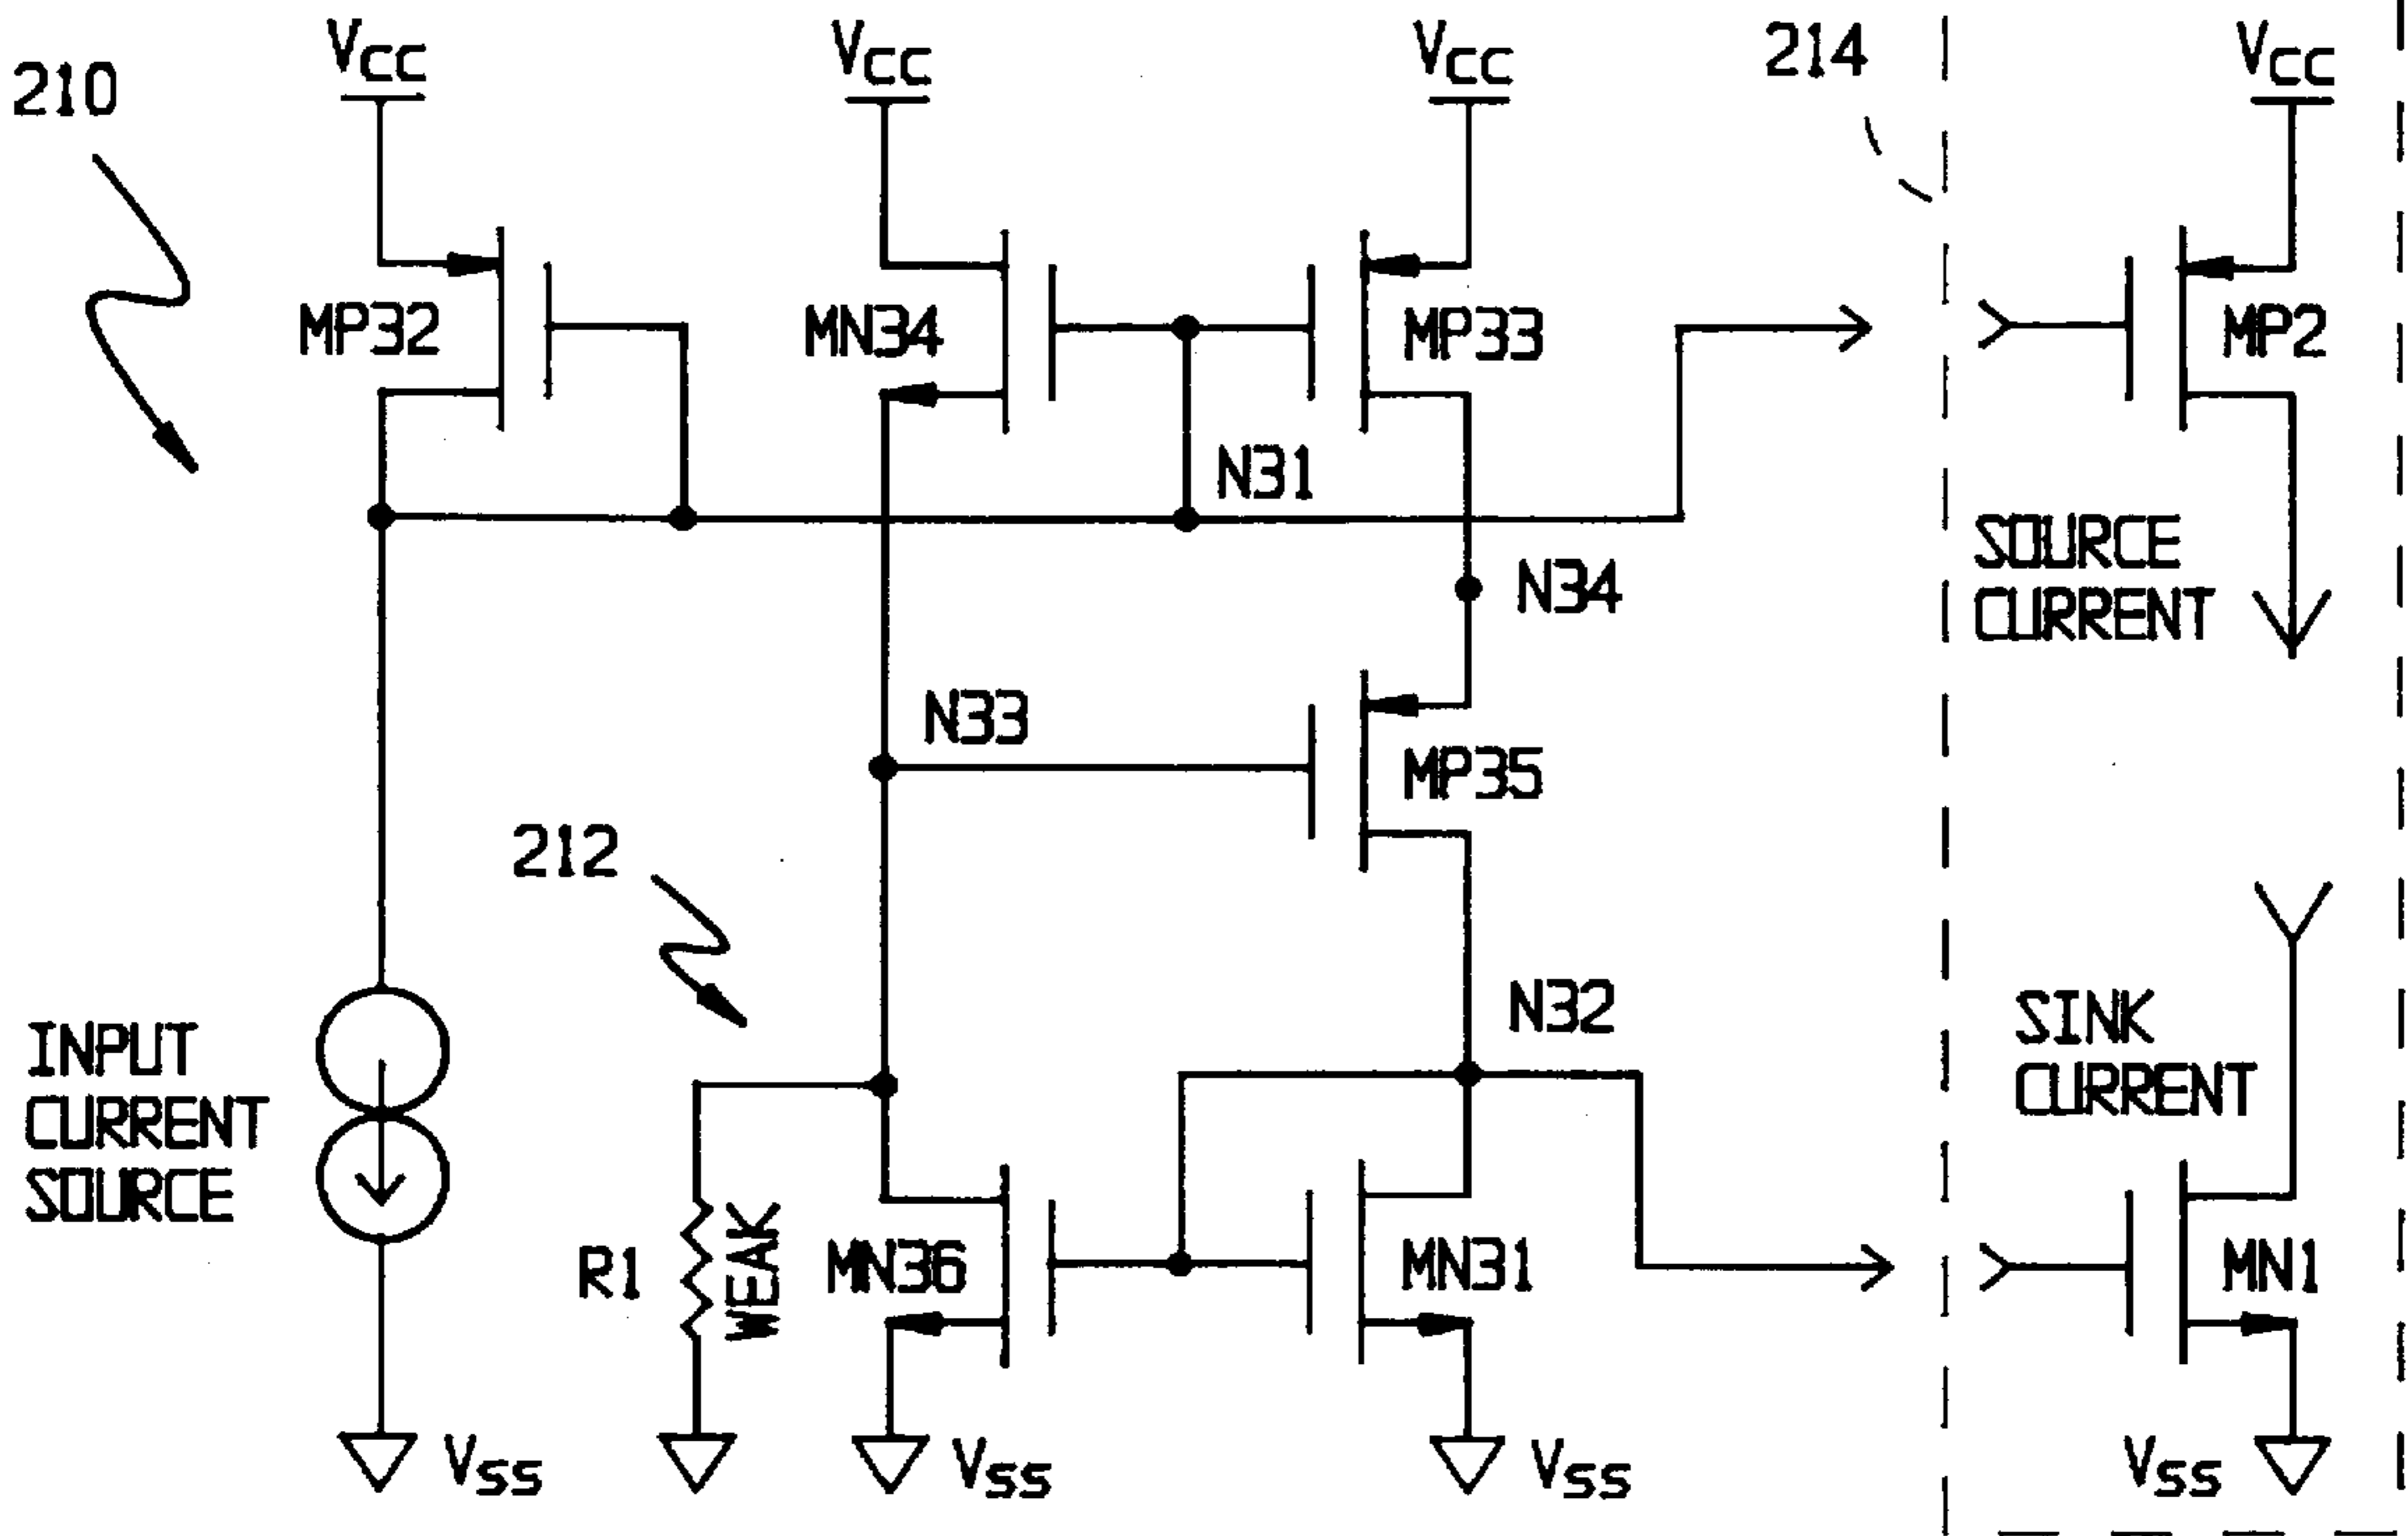 210
VCC
VCC
VCC
214
VCC
MP32
MN34
MP33
MP2
N31
SOURCE
CURRENT
N34
N33
MP35
212
N32
INPUT
CURRENT
SOURCE
SINK
CURRENT
R1
WEAK
MN36
MN31
MN1
VSS
VSS
VSS
VSS